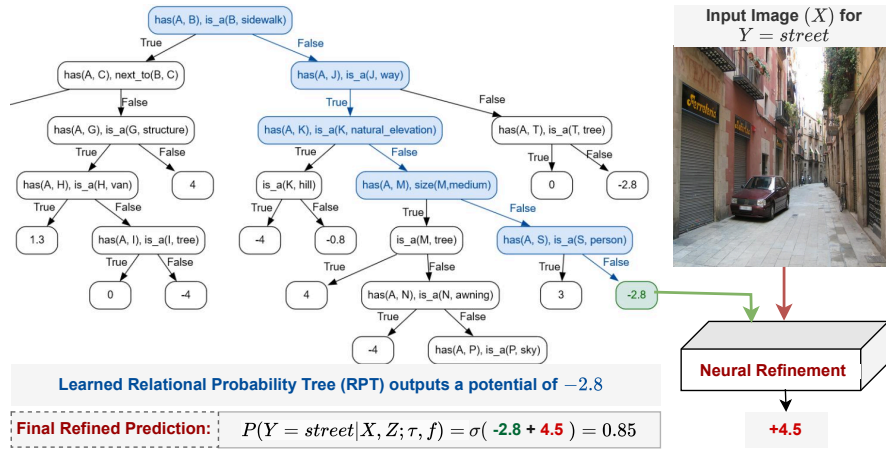 has(A, B), is_a(B, sidewalk)
True
False
has(A, C), next_to(B, C)
has(A, J), is_a(J, way)
False
True
False
has(A, G), is_a(G, structure)
has(A, K), is_a(K, natural_elevation)
has(A, T), is_a(T, tree)
True
False
True
False
True
False
has(A, H), is_a(H, van)
4
is_a(K, hill)
has(A, M), size(M,medium)
0
-2.8
True
False
True
False
True
False
1.3
has(A, I), is_a(I, tree)
-4
-0.8
is_a(M, tree)
has(A, S), is_a(S, person)
True
False
True
False
True
False
0
-4
4
has(A, N), is_a(N, awning)
3
-2.8
True
False
-4
has(A, P), is_a(P, sky)
Input Image (X) for
Y = street
Ferreteria
Neural Refinement
+4.5
Learned Relational Probability Tree (RPT) outputs a potential of −2.8
Final Refined Prediction: P(Y = street|X, Z; τ, f) = σ( -2.8 + 4.5 ) = 0.85